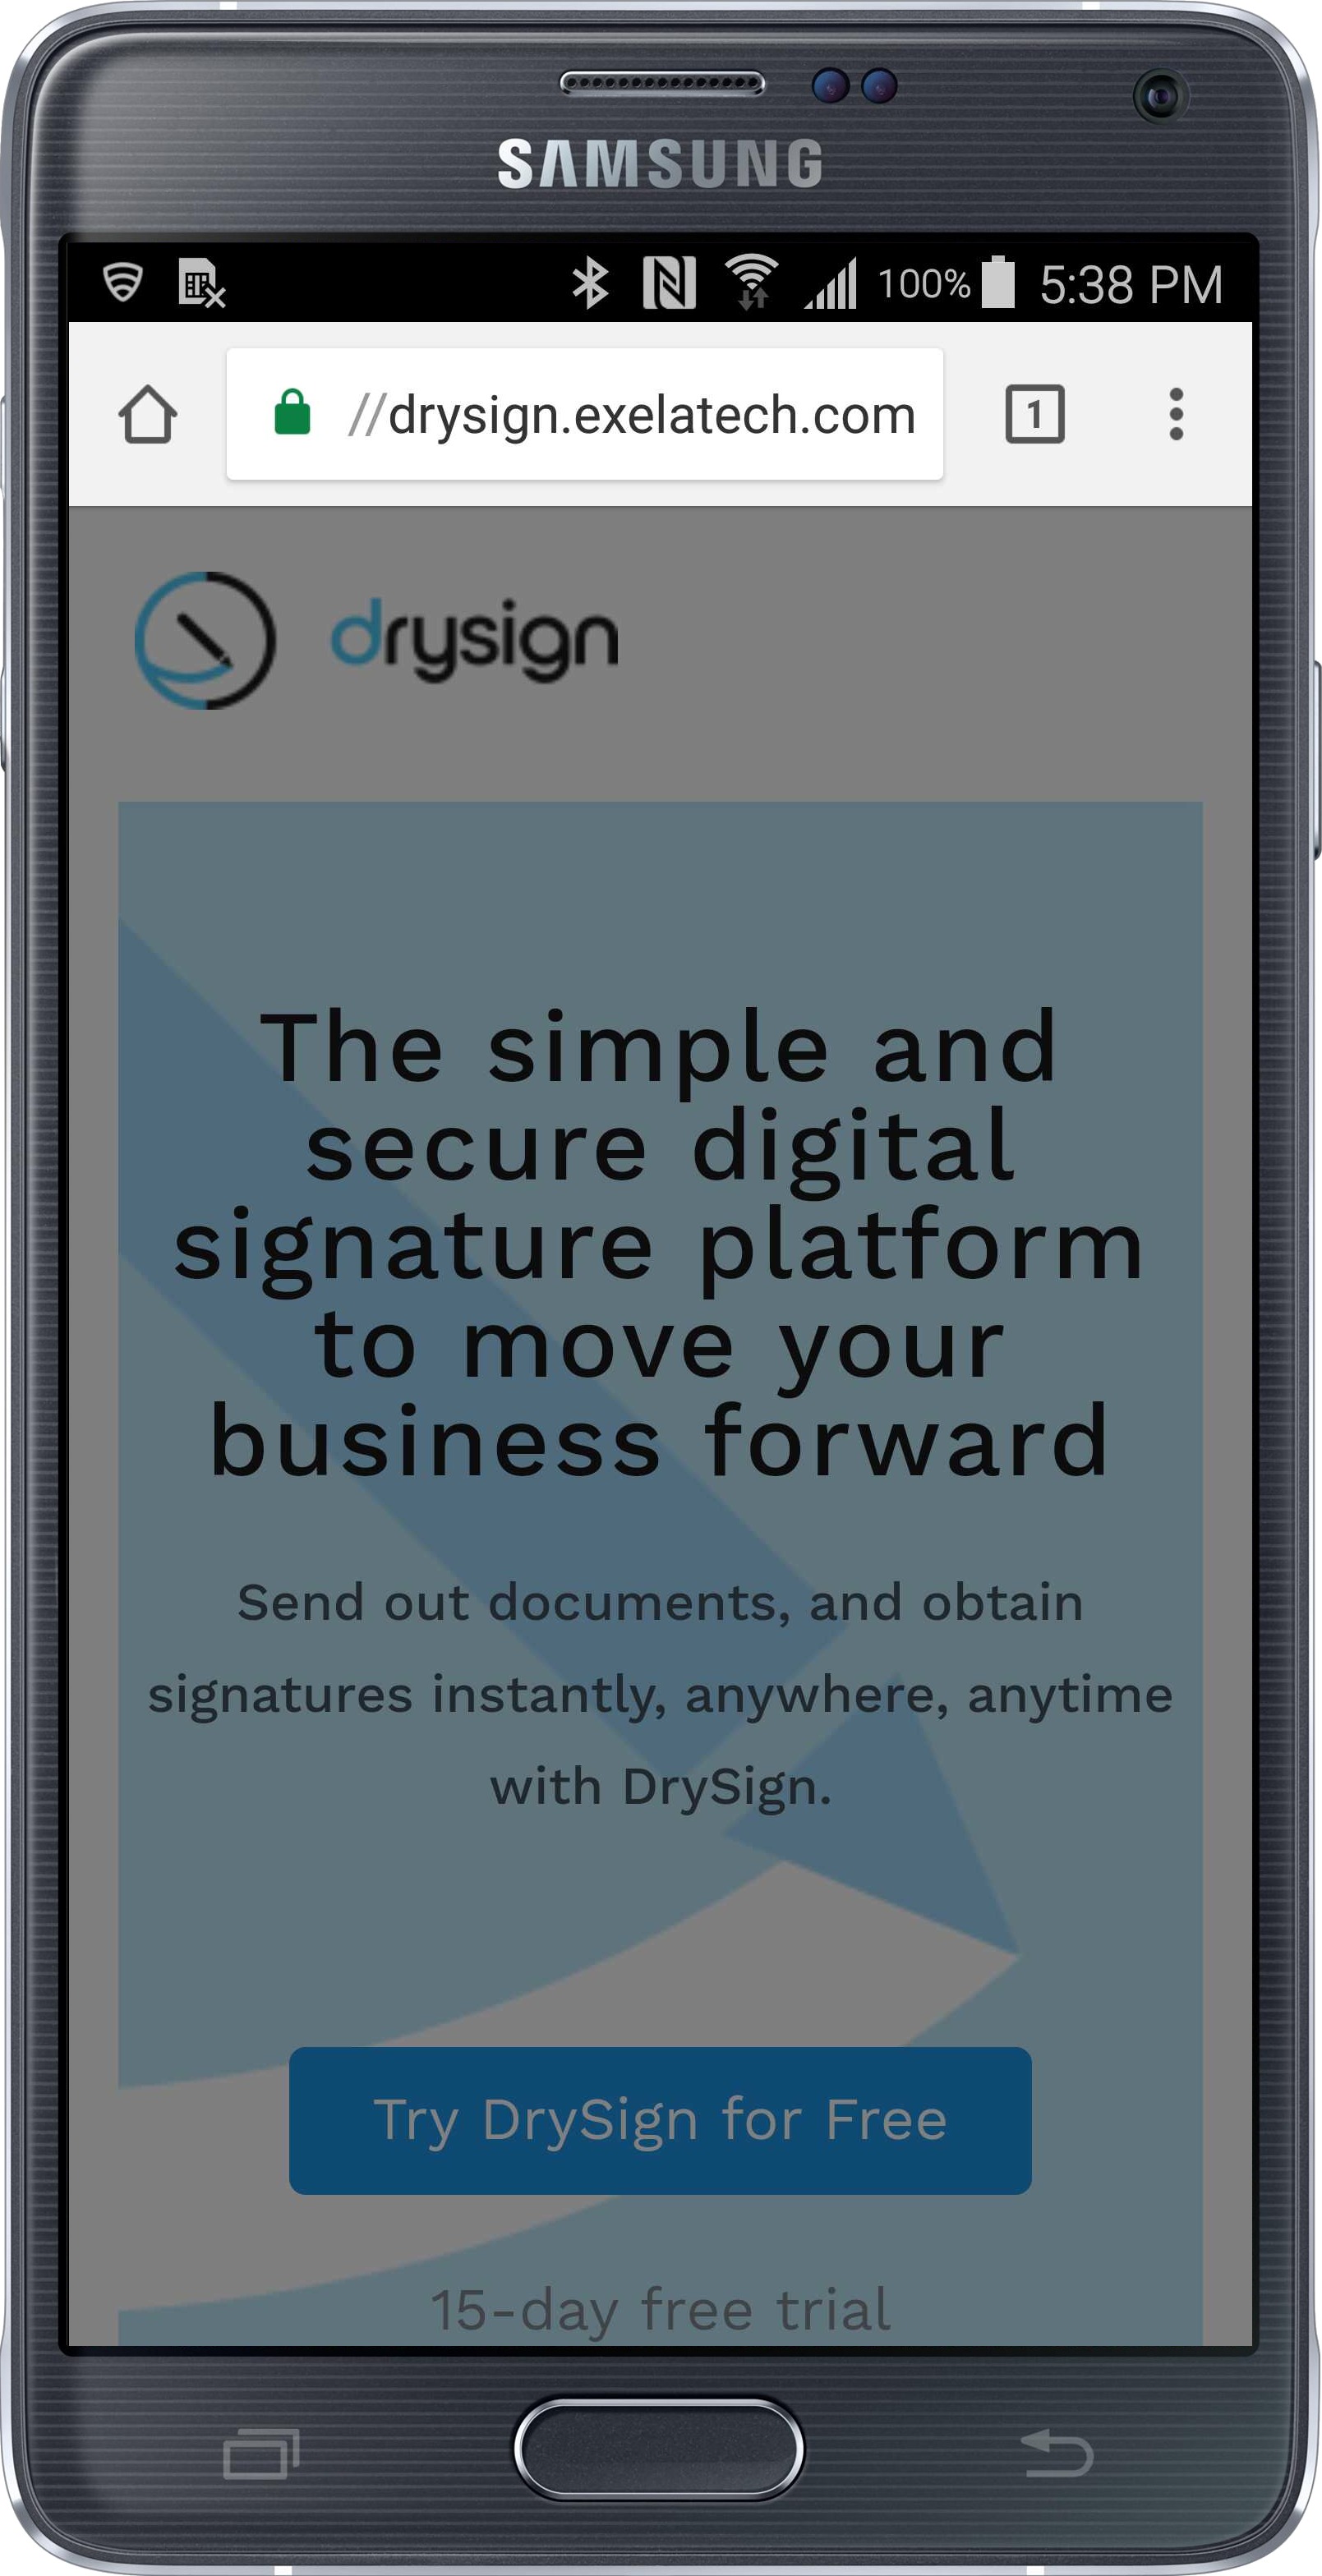 SAMSUNG
100% 5:38 PM
//drysign.exelatech.com 1
drysign
The simple and
secure digital
signature platform
to move your
business forward
Send out documents, and obtain
signatures instantly, anywhere, anytime
with DrySign.
Try DrySign for Free
15-day free trial